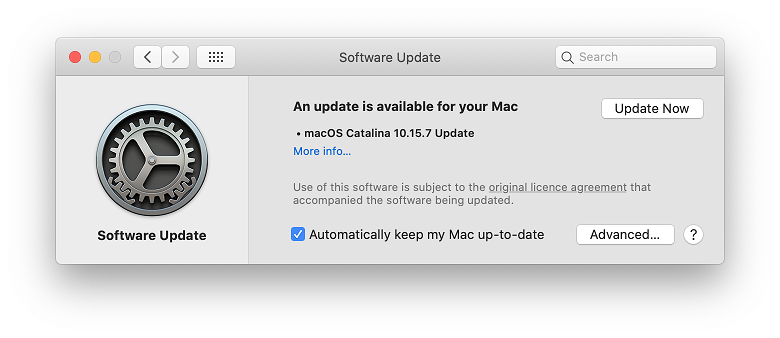 Software Update
Search
An update is available for your Mac
Update Now
• macOS Catalina 10.15.7 Update
More info...
Use of this software is subject to the original licence agreement that
accompanied the software being updated.
Software Update
Automatically keep my Mac up-to-date
Advanced...
?